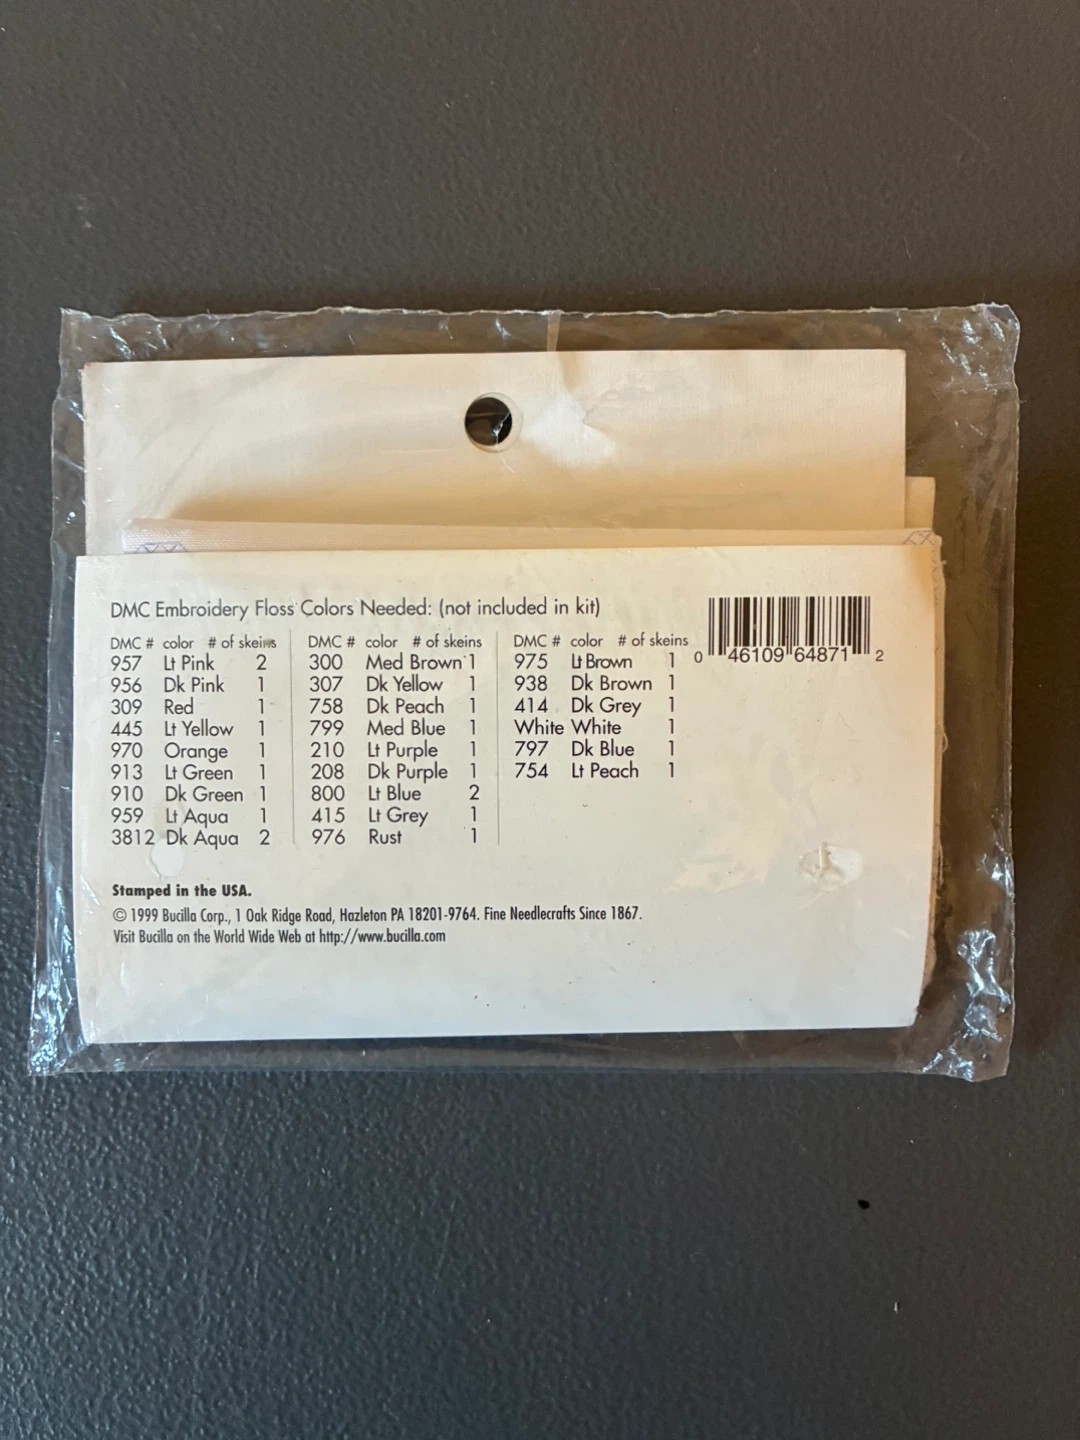 DMC Embroidery Floss Colors Needed: (not included in kit)
DMC # color # of skeins
957 Lt Pink 2
956 Dk Pink 1
309 Red 1
445 Lt Yellow 1
970 Orange 1
913 Lt Green 1
910 Dk Green 1
959 Lt Aqua 1
3812 Dk Aqua 2
DMC # color # of skeins
300 Med Brown 1
307 Dk Yellow 1
758 Dk Peach 1
799 Med Blue 1
210 Lt Purple 1
208 Dk Purple 1
800 Lt Blue 2
415 Lt Grey 1
976 Rust 1
DMC # color # of skeins
975 Lt Brown 1
938 Dk Brown 1
414 Dk Grey 1
White White 1
797 Dk Blue 1
754 Lt Peach 1
0 46109 64871 2
Stamped in the USA.
© 1999 Bucilla Corp., 1 Oak Ridge Road, Hazleton PA 18201-9764. Fine Needlecrafts Since 1867.
Visit Bucilla on the World Wide Web at http://www.bucilla.com